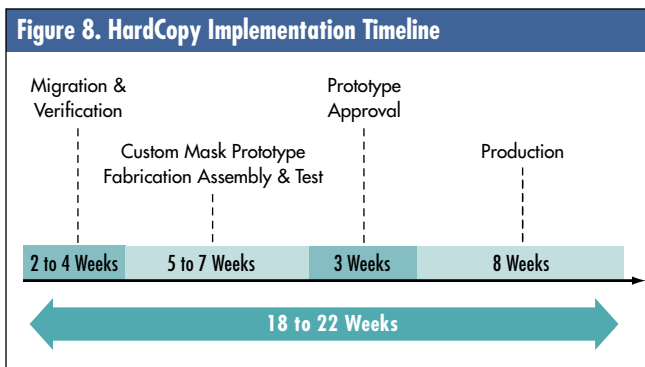 Figure 8. HardCopy Implementation Timeline
Migration &
Verification
Custom Mask Prototype
Fabrication Assembly & Test
Prototype
Approval
Production
2 to 4 Weeks
5 to 7 Weeks
3 Weeks
8 Weeks
18 to 22 Weeks